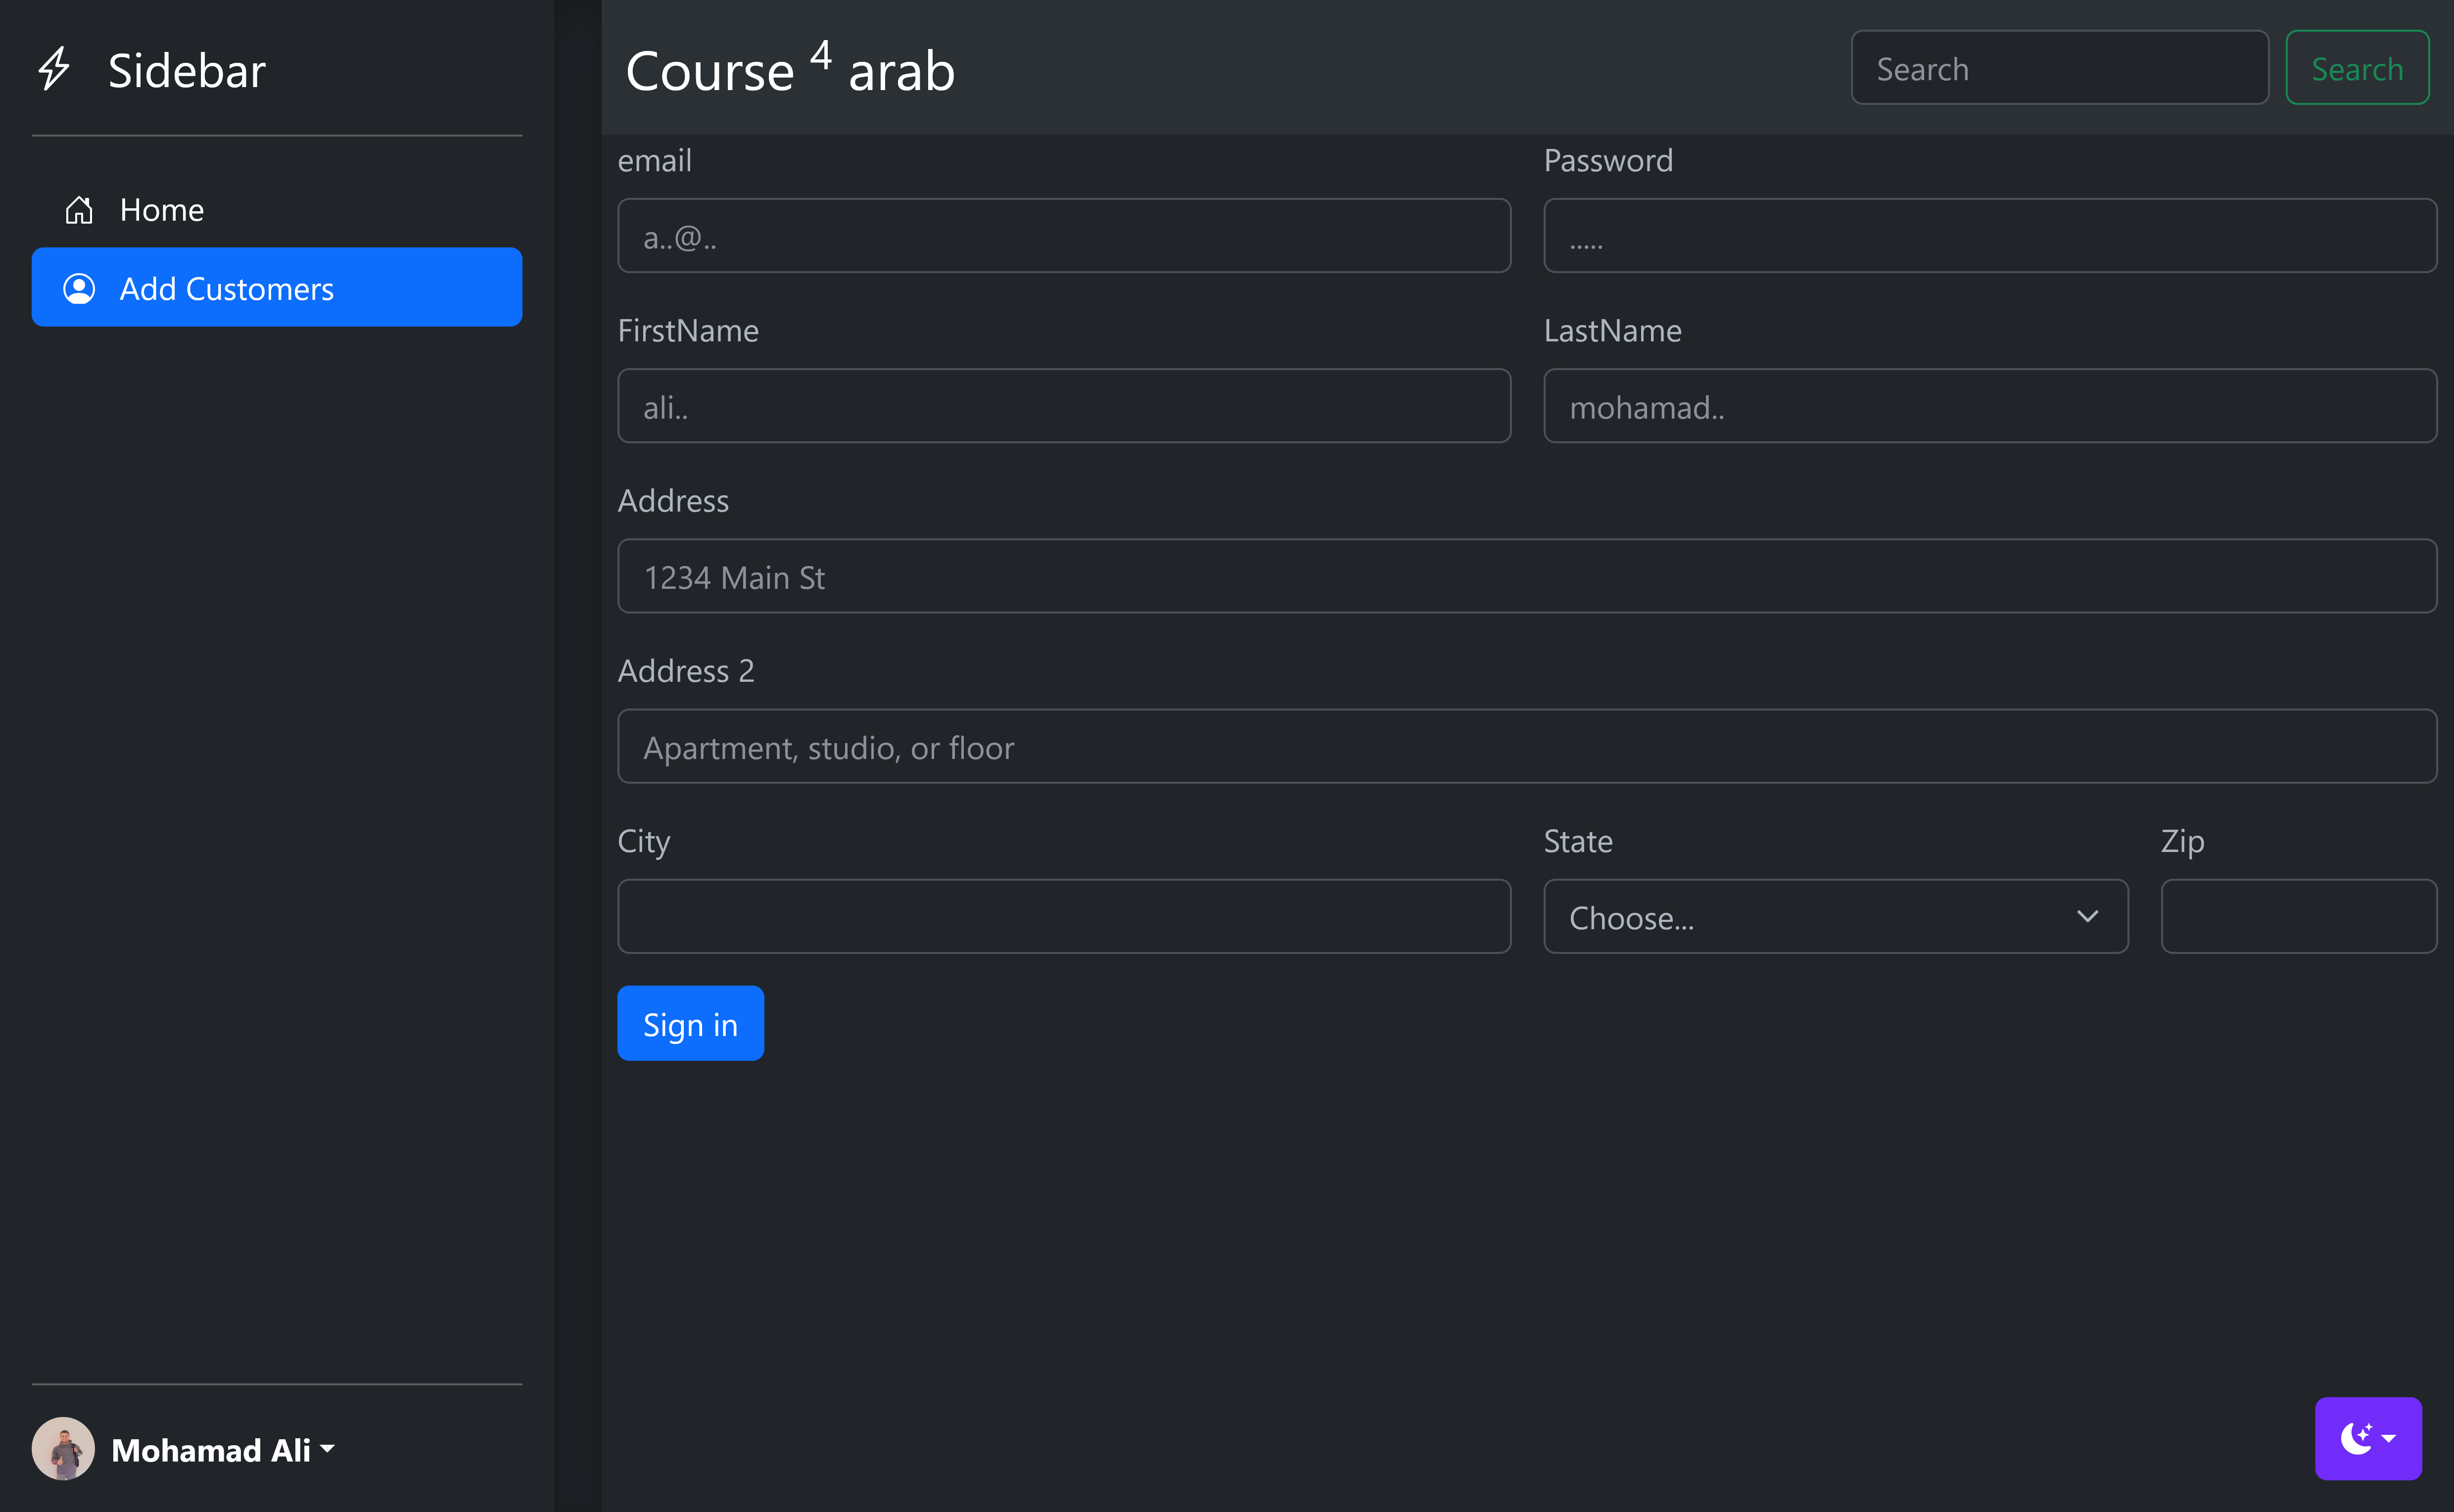 Sidebar
Home
Add Customers
Mohamad Ali
Course 4 arab
Search
Search
email
Password
a..@..
.....
FirstName
LastName
ali..
mohamad..
Address
1234 Main St
Address 2
Apartment, studio, or floor
City
State
Zip
Choose...
Sign in